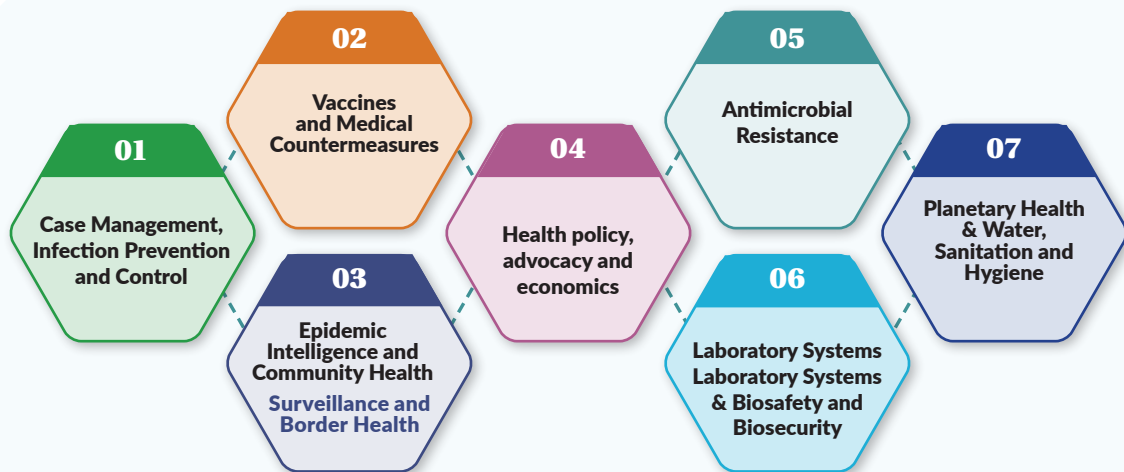 01
Case Management,
Infection Prevention
and Control
02
Vaccines
and Medical
Countermeasures
03
Epidemic
Intelligence and
Community Health
Surveillance and
Border Health
04
Health policy,
advocacy and
economics
05
Antimicrobial
Resistance
06
Laboratory Systems
Laboratory Systems
& Biosafety and
Biosecurity
07
Planetary Health
& Water,
Sanitation and
Hygiene